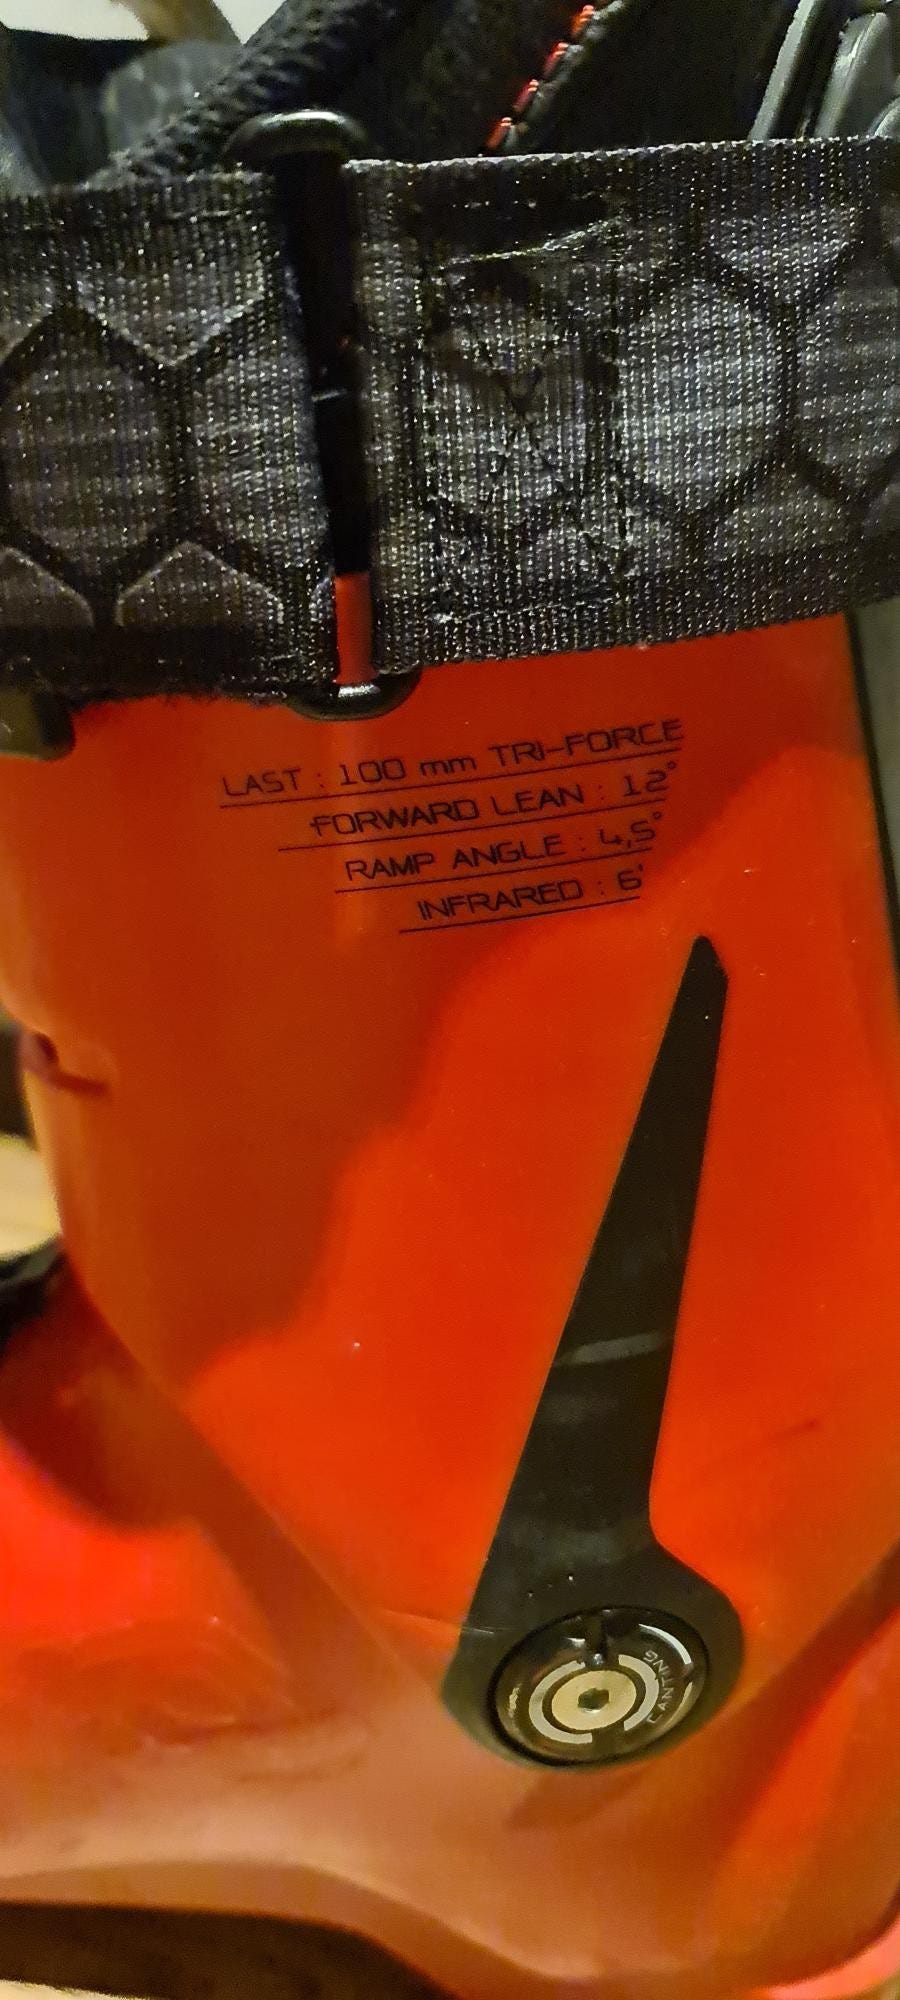 LAST : 100 mm TRI-FORCE
FORWARD LEAN : 12°
RAMP ANGLE : 4,5°
INFRARED : 6'
CANTING